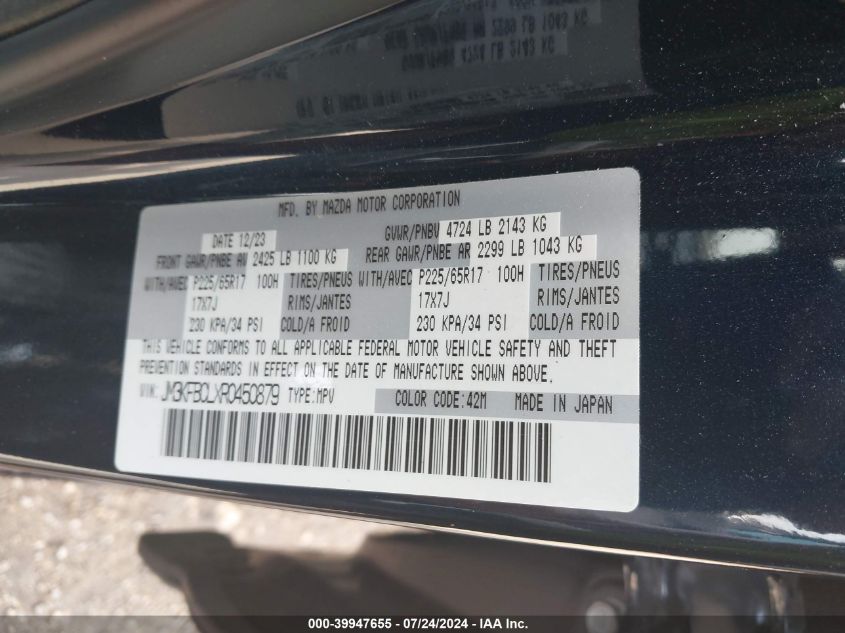 MFD. BY MAZDA MOTOR CORPORATION
DATE 12/23 GVWR/PNBV 4724 LB 2143 KG
FRONT GAWR/PNBE AV 2425 LB 1100 KG REAR GAWR/PNBE AR 2299 LB 1043 KG
WITH/AVEC P225/65R17 100H TIRES/PNEUS WITH/AVEC P225/65R17 100H TIRES/PNEUS
17X7J RIMS/JANTES 17X7J RIMS/JANTES
230 KPA/34 PSI COLD/A FROID 230 KPA/34 PSI COLD/A FROID
THIS VEHICLE CONFORMS TO ALL APPLICABLE FEDERAL MOTOR VEHICLE SAFETY AND THEFT
PREVENTION STANDARDS IN EFFECT ON THE DATE OF MANUFACTURE SHOWN ABOVE.
VIN: JM3KFBCLXR0450879 TYPE:MPV COLOR CODE:42M MADE IN JAPAN
000-39947655 - 07/24/2024 - IAA Inc.